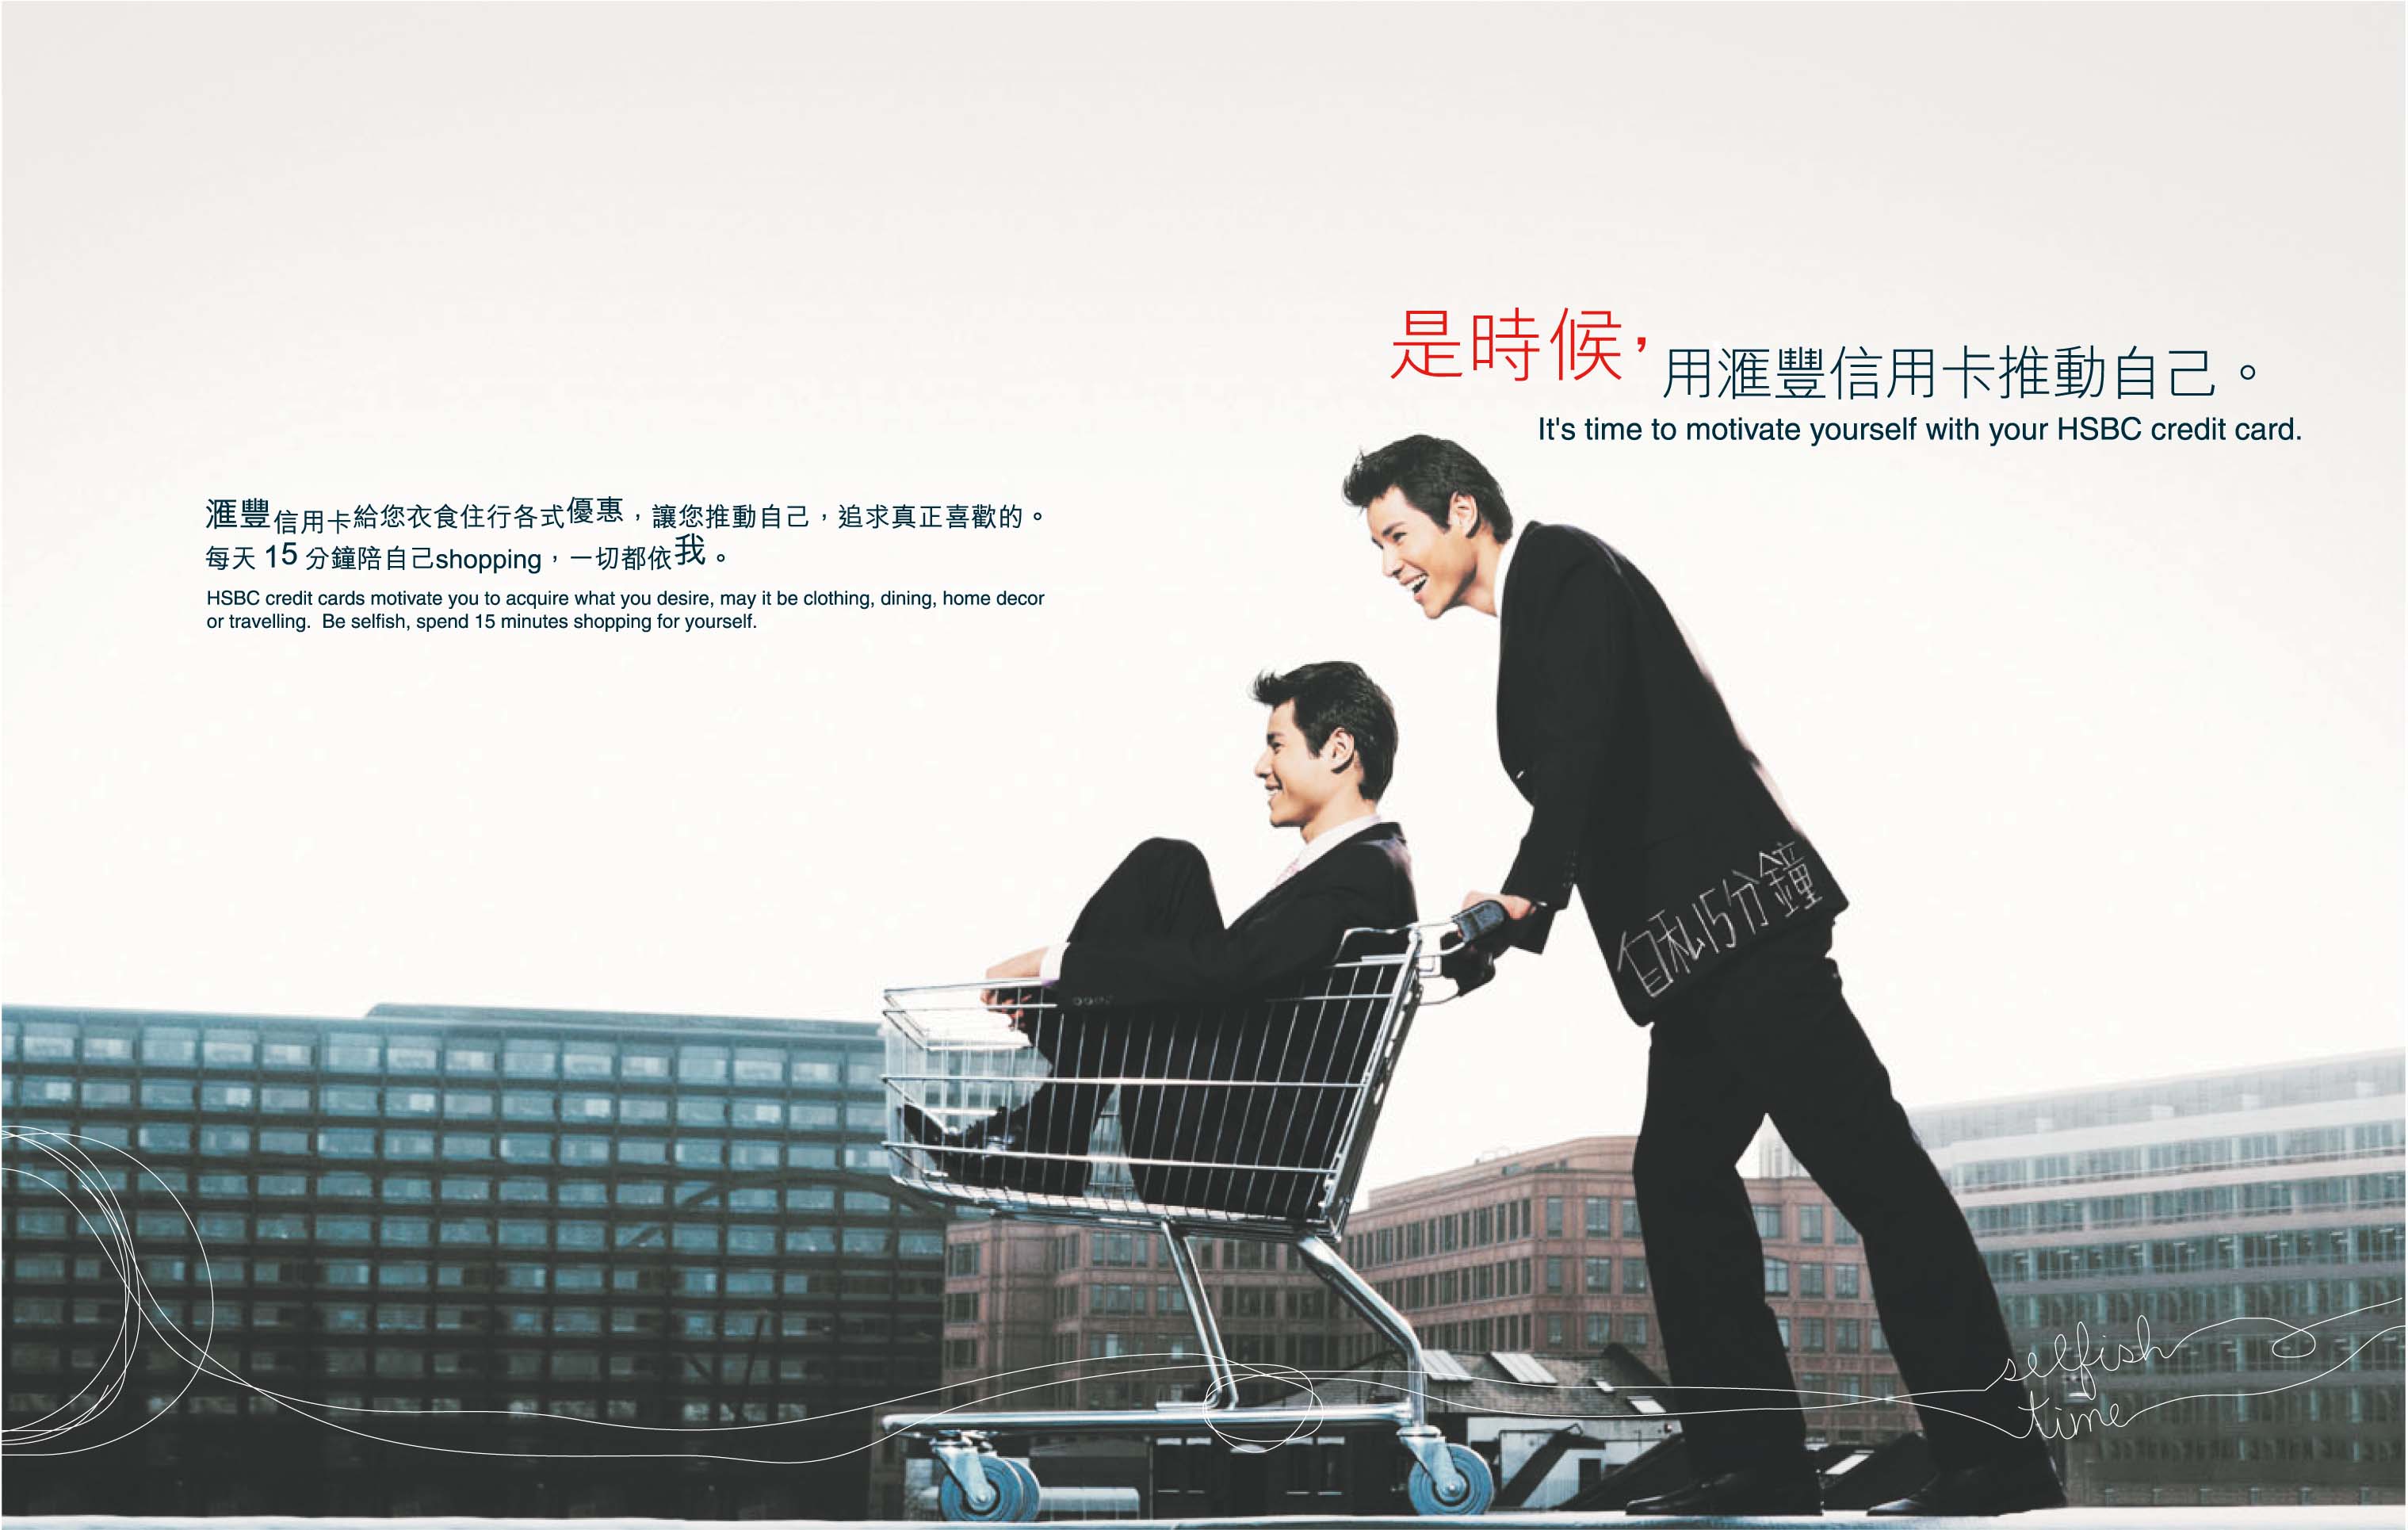 是時候，用滙豐信用卡推動自己。
It's time to motivate yourself with your HSBC credit card.
滙豐信用卡給您衣食住行各式優惠，讓您推動自己，追求真正喜歡的。
每天 15 分鐘陪自己shopping，一切都依我。
HSBC credit cards motivate you to acquire what you desire, may it be clothing, dining, home decor
or travelling.  Be selfish, spend 15 minutes shopping for yourself.
自私15分鐘
selfish
time